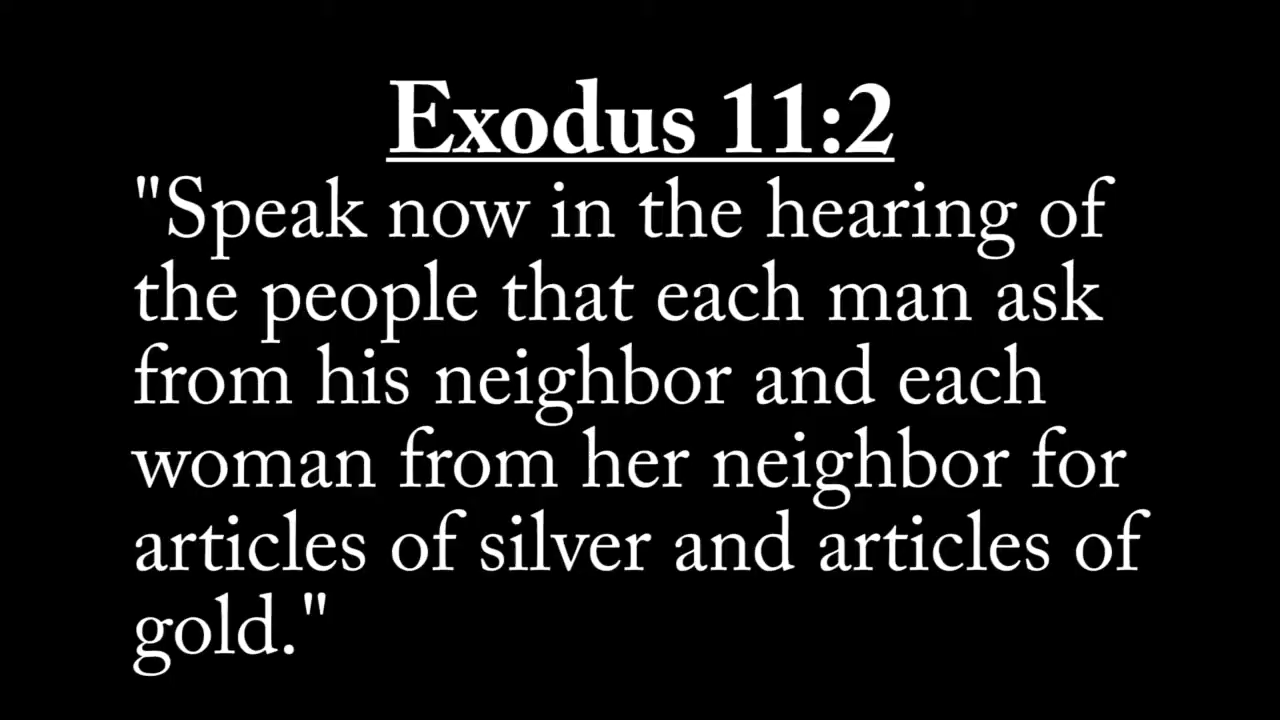 Exodus 11:2
"Speak now in the hearing of
the people that each man ask
from his neighbor and each
woman from her neighbor for
articles of silver and articles of
gold."